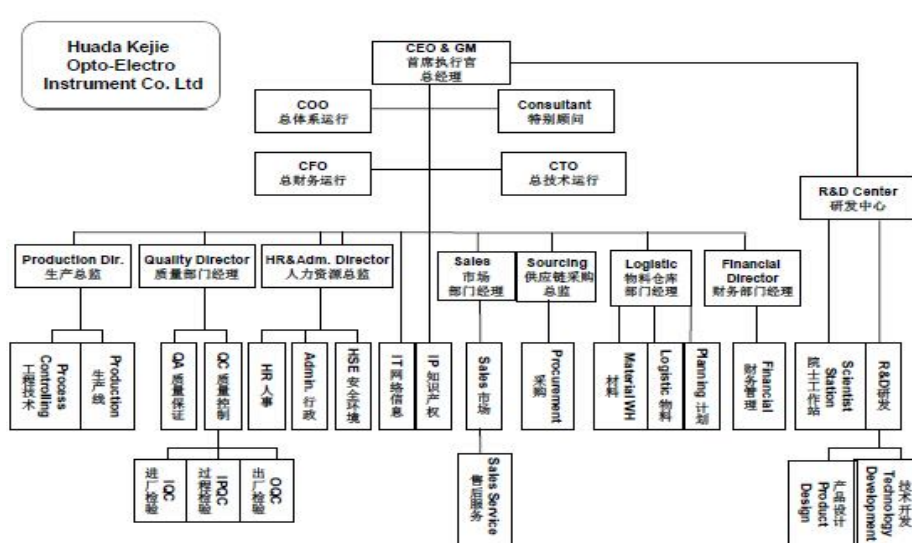 Huada Kejie
Opto-Electro
Instrument Co. Ltd
CEO & GM
首席执行官
总经理
COO
总体系运行
Consultant
特别顾问
CFO
总财务运行
CTO
总技术运行
R&D Center
研发中心
Production Dir.
生产总监
Quality Director
质量部门经理
HR&Adm. Director
人力资源总监
Sales
市场
部门经理
Sourcing
供应链采购
总监
Logistic
物料仓库
部门经理
Financial
Director
财务部门经理
Process
Controlling
工程技术
Production
生产线
QA 质量保证
QC 质量控制
HR 人事
Admin. 行政
HSE 安全环境
IT 网络信息
IP 知识产权
Sales 市场
Procurement
采购
Material WH
材料
Logistic 物料
Planning 计划
Financial
财务管理
Scientist
Station
院士工作站
R&D研发
IQC
进厂检验
IPQC
过程检验
OQC
出厂检验
Sales Service
售后服务
设计
Product
Design
技术开发
Technology
Development